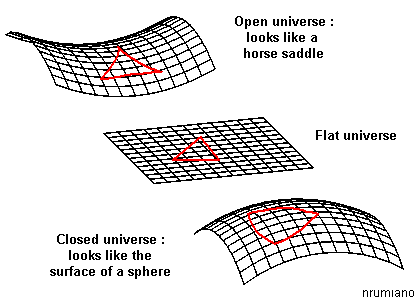 Open universe :
looks like a
horse saddle
Flat universe
Closed universe :
looks like the
surface of a sphere
nrumiano